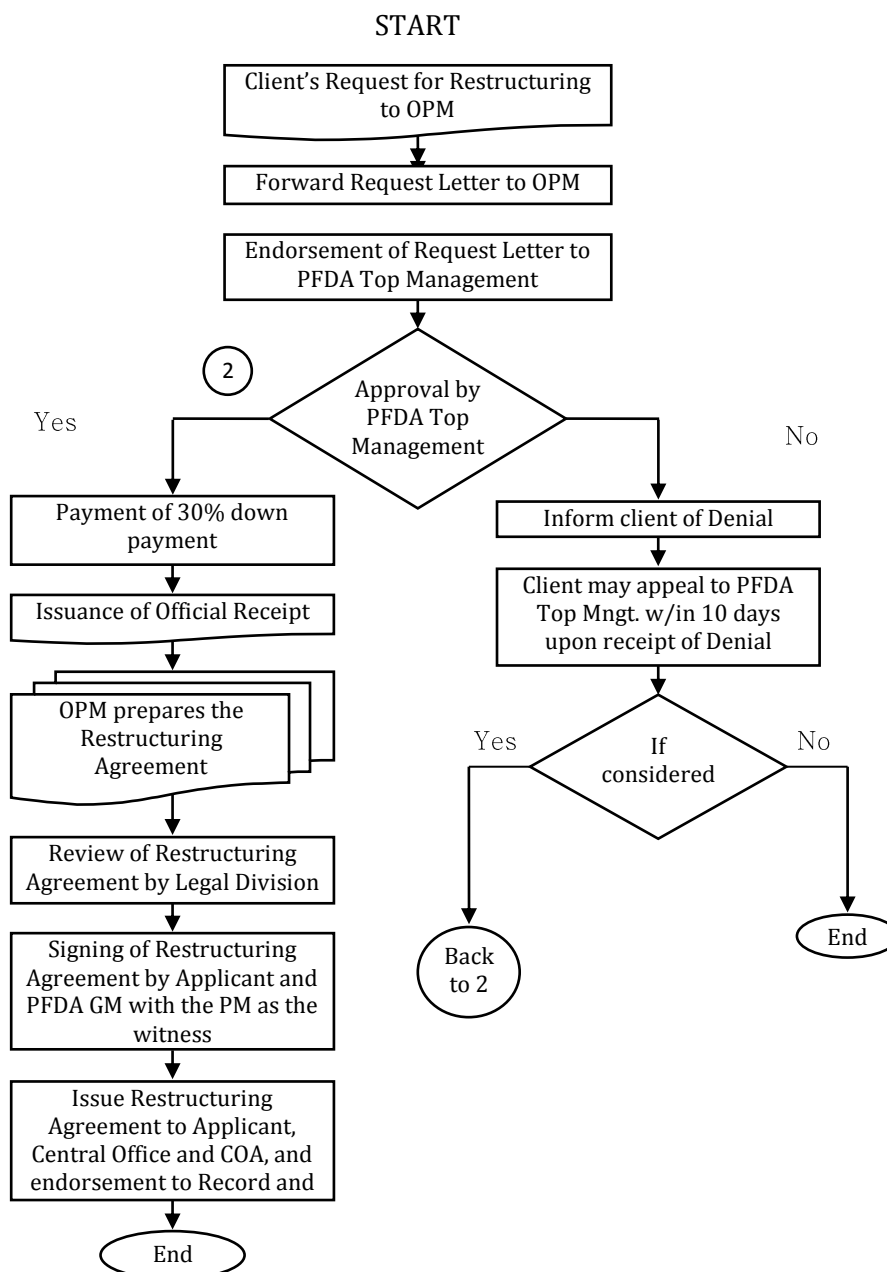 START
Client’s Request for Restructuring
to OPM
Forward Request Letter to OPM
Endorsement of Request Letter to
PFDA Top Management
2
Approval by
PFDA Top
Management
Yes
No
Payment of 30% down
payment
Issuance of Official Receipt
OPM prepares the
Restructuring
Agreement
Review of Restructuring
Agreement by Legal Division
Signing of Restructuring
Agreement by Applicant and
PFDA GM with the PM as the
witness
Issue Restructuring
Agreement to Applicant,
Central Office and COA, and
endorsement to Record and
End
Inform client of Denial
Client may appeal to PFDA
Top Mngt. w/in 10 days
upon receipt of Denial
Yes
If
considered
No
Back
to 2
End